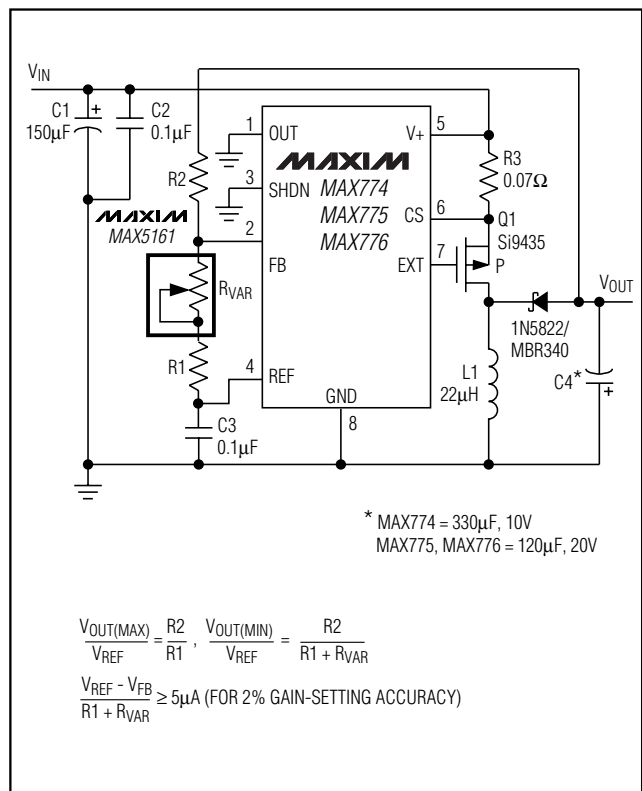 VIN
C1
150µF
+
C2
0.1µF
R2
MAXIM
MAX5161
RVAR
R1
C3
0.1µF
1
OUT
3
SHDN
2
FB
4
REF
MAXIM
MAX774
MAX775
MAX776
GND
8
V+
5
CS
6
EXT
7
R3
0.07Ω
Q1
Si9435
P
VOUT
1N5822/
MBR340
L1
22µH
C4*
+
* MAX774 = 330µF, 10V
MAX775, MAX776 = 120µF, 20V
VOUT(MAX)/VREF = R2/R1 , VOUT(MIN)/VREF = R2/(R1 + RVAR)
(VREF - VFB)/(R1 + RVAR) ≥ 5µA (FOR 2% GAIN-SETTING ACCURACY)